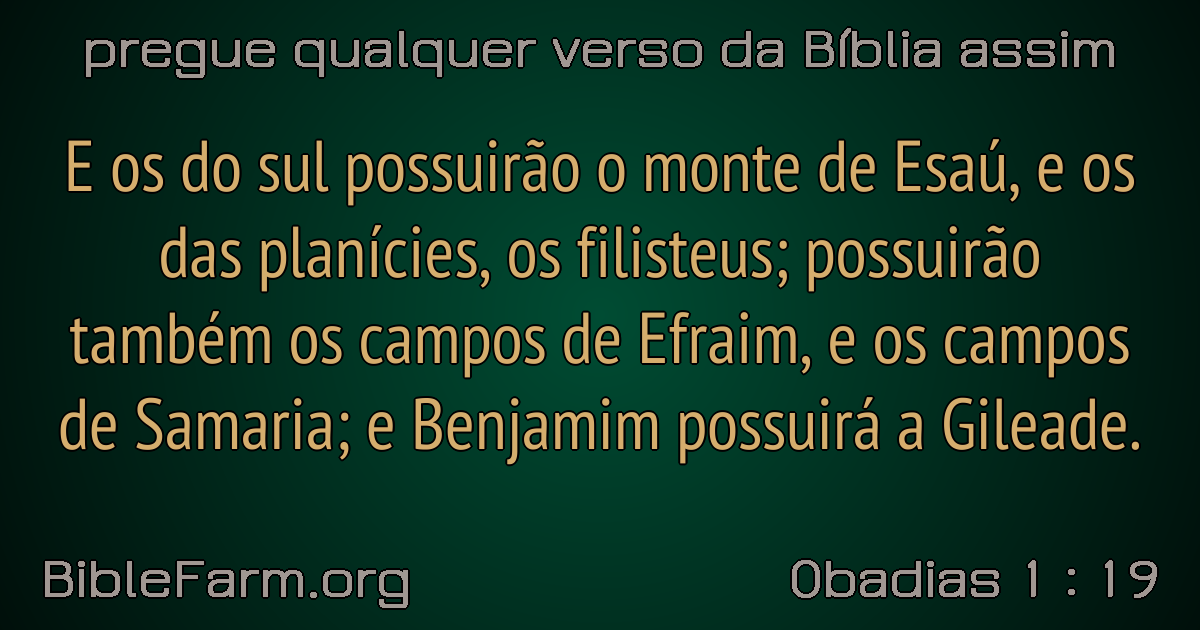 pregue qualquer verso da Bíblia assim
E os do sul possuirão o monte de Esaú, e os
das planícies, os filisteus; possuirão
também os campos de Efraim, e os campos
de Samaria; e Benjamim possuirá a Gileade.
BibleFarm.org
Obadias 1 : 19